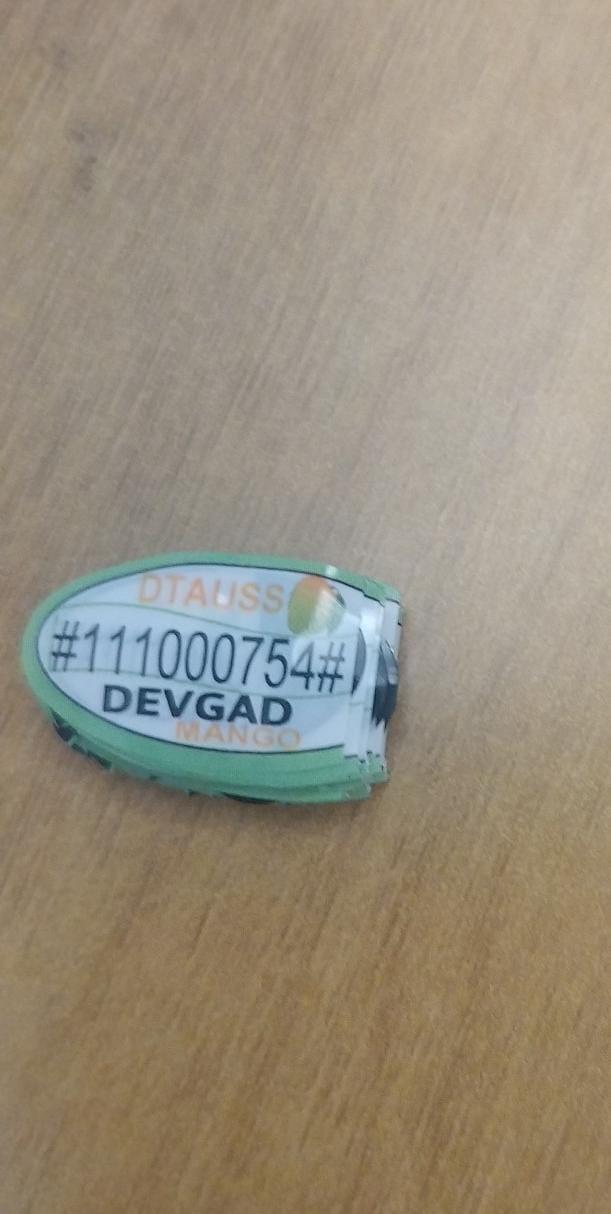 DTAUSS
#111000754#
DEVGAD
MANGO